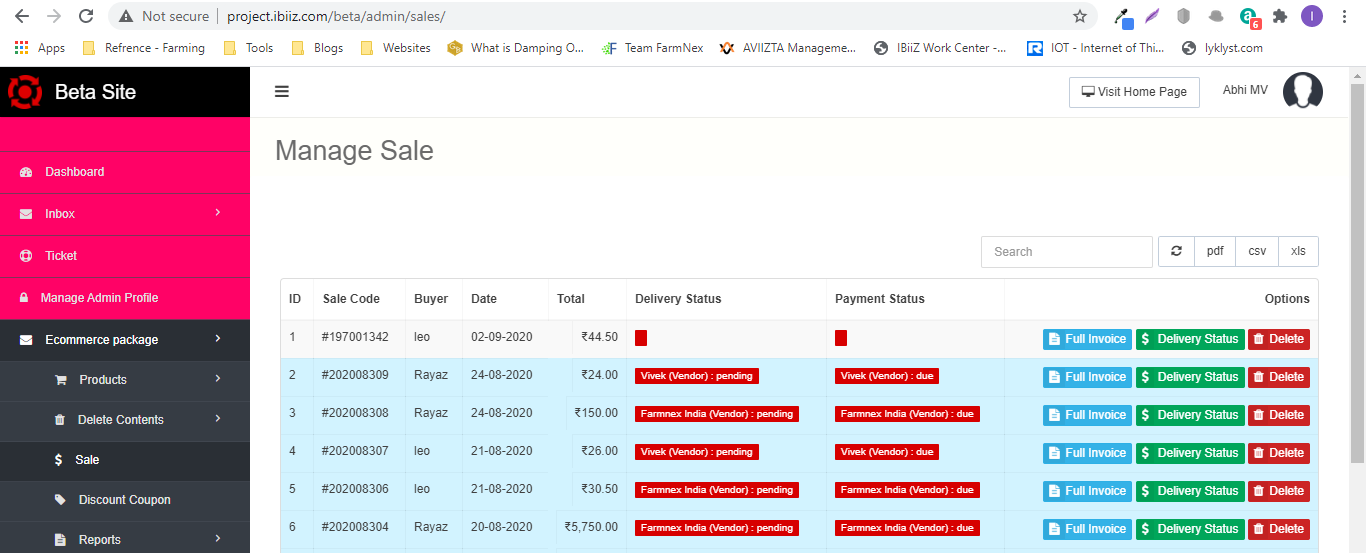 Not secure | project.ibiiz.com/beta/admin/sales/
6
I
Apps Refrence - Farming Tools Blogs Websites What is Damping O... Team FarmNex AVIIZTA Manageme... IBiiZ Work Center -... IOT - Internet of Thi... lyklyst.com
Beta Site
Visit Home Page Abhi MV
Manage Sale
Dashboard
Inbox
Ticket
Manage Admin Profile
Ecommerce package
Products
Delete Contents
$ Sale
Discount Coupon
Reports
Search pdf csv xls
ID Sale Code Buyer Date Total Delivery Status Payment Status Options
1 #197001342 leo 02-09-2020 ₹44.50 Full Invoice $ Delivery Status Delete
2 #202008309 Rayaz 24-08-2020 ₹24.00 Vivek (Vendor) : pending Vivek (Vendor) : due Full Invoice $ Delivery Status Delete
3 #202008308 Rayaz 24-08-2020 ₹150.00 Farmnex India (Vendor) : pending Farmnex India (Vendor) : due Full Invoice $ Delivery Status Delete
4 #202008307 leo 21-08-2020 ₹26.00 Vivek (Vendor) : pending Vivek (Vendor) : due Full Invoice $ Delivery Status Delete
5 #202008306 leo 21-08-2020 ₹30.50 Farmnex India (Vendor) : pending Farmnex India (Vendor) : due Full Invoice $ Delivery Status Delete
6 #202008304 Rayaz 20-08-2020 ₹5,750.00 Farmnex India (Vendor) : pending Farmnex India (Vendor) : due Full Invoice $ Delivery Status Delete